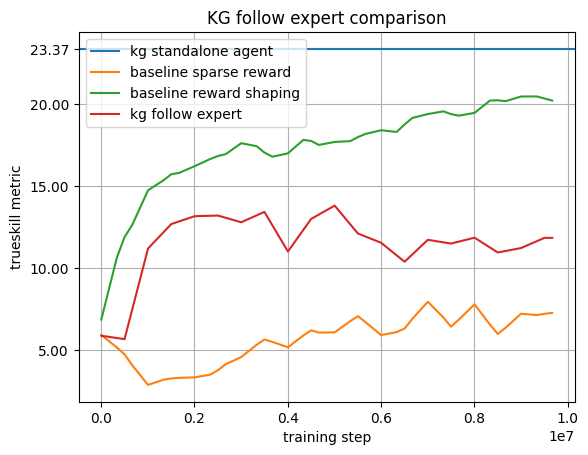 KG follow expert comparison
kg standalone agent
baseline sparse reward
baseline reward shaping
kg follow expert
trueskill metric
23.37
20.00
15.00
10.00
5.00
0.0 0.2 0.4 0.6 0.8 1.0
1e7
training step